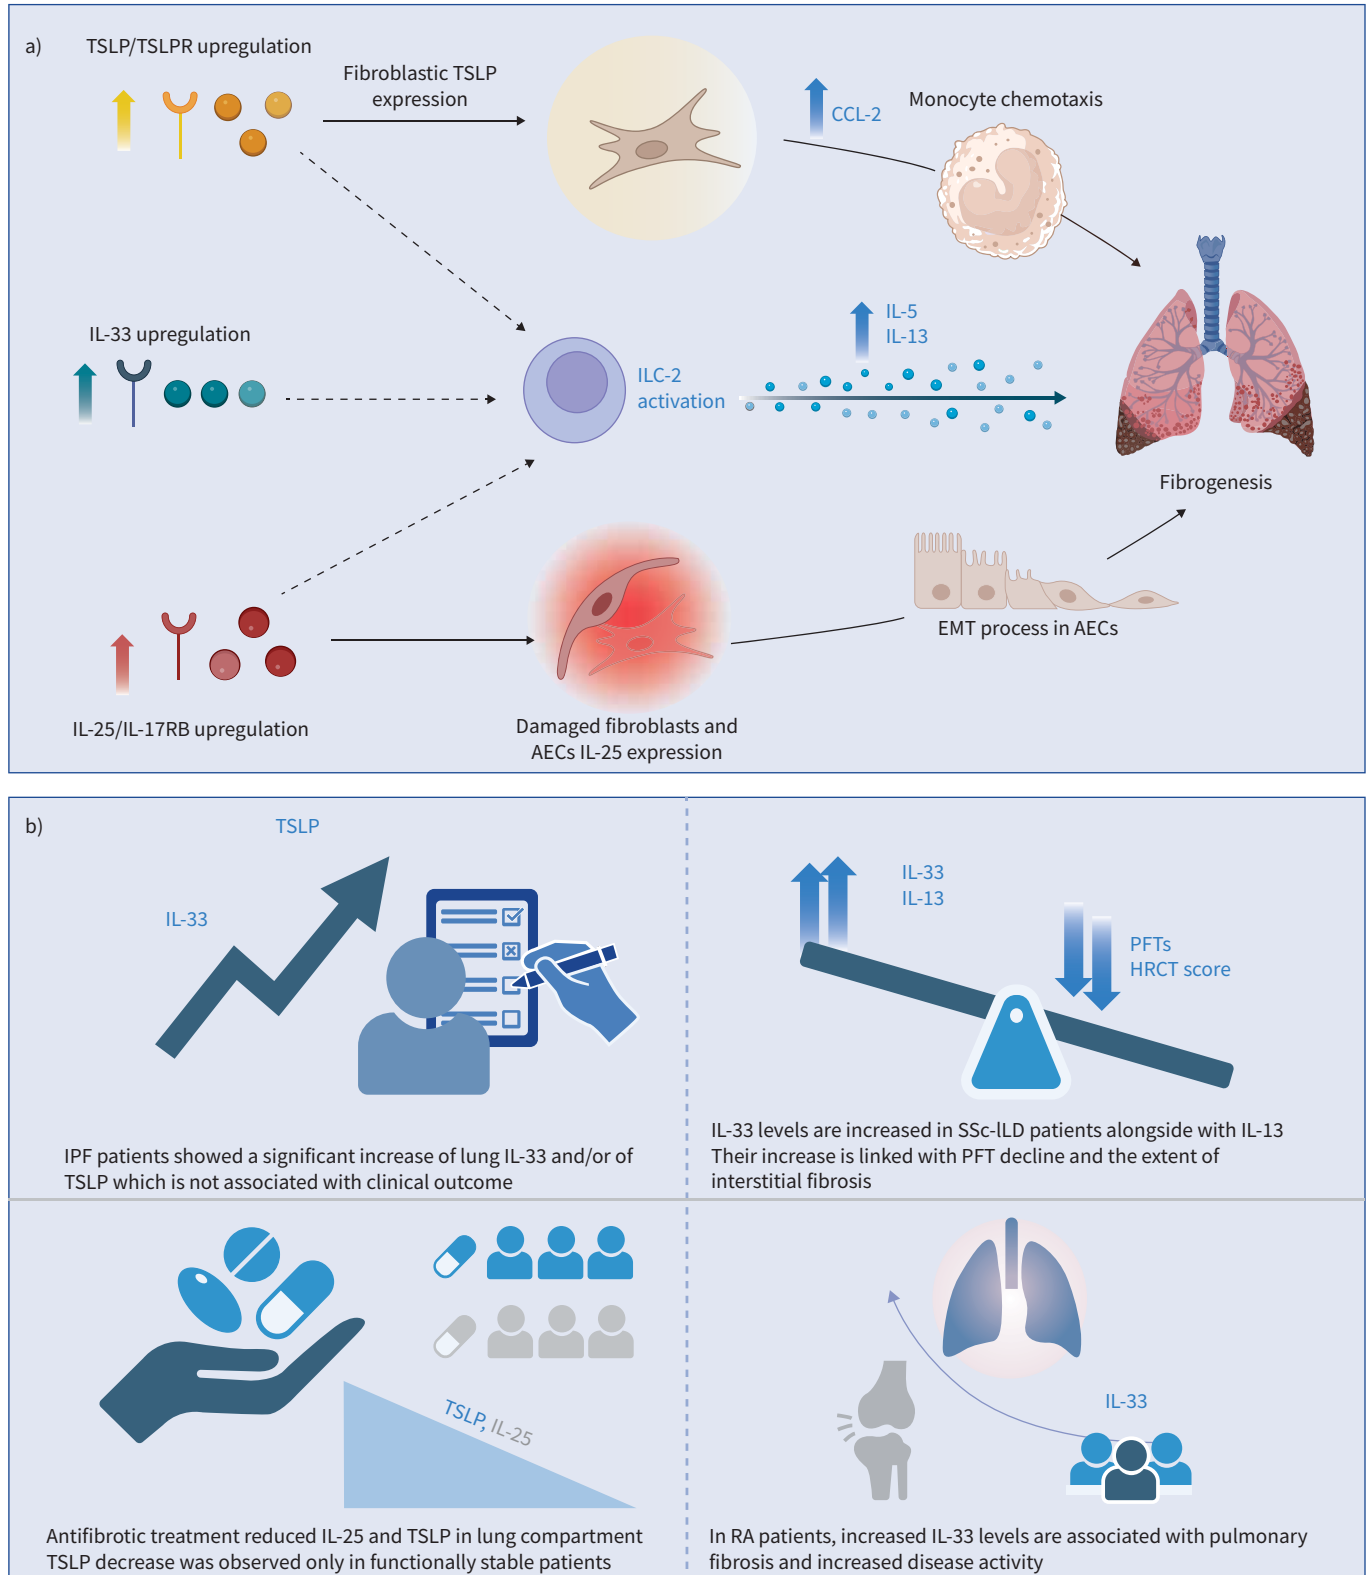 a)
TSLP/TSLPR upregulation
Fibroblastic TSLP
expression
CCL-2
Monocyte chemotaxis
IL-33 upregulation
ILC-2
activation
IL-5
IL-13
Fibrogenesis
IL-25/IL-17RB upregulation
Damaged fibroblasts and
AECs IL-25 expression
EMT process in AECs
b)
TSLP
IL-33
IPF patients showed a significant increase of lung IL-33 and/or of
TSLP which is not associated with clinical outcome
IL-33
IL-13
PFTs
HRCT score
IL-33 levels are increased in SSc-lLD patients alongside with IL-13
Their increase is linked with PFT decline and the extent of
interstitial fibrosis
TSLP, IL-25
Antifibrotic treatment reduced IL-25 and TSLP in lung compartment
TSLP decrease was observed only in functionally stable patients
IL-33
In RA patients, increased IL-33 levels are associated with pulmonary
fibrosis and increased disease activity